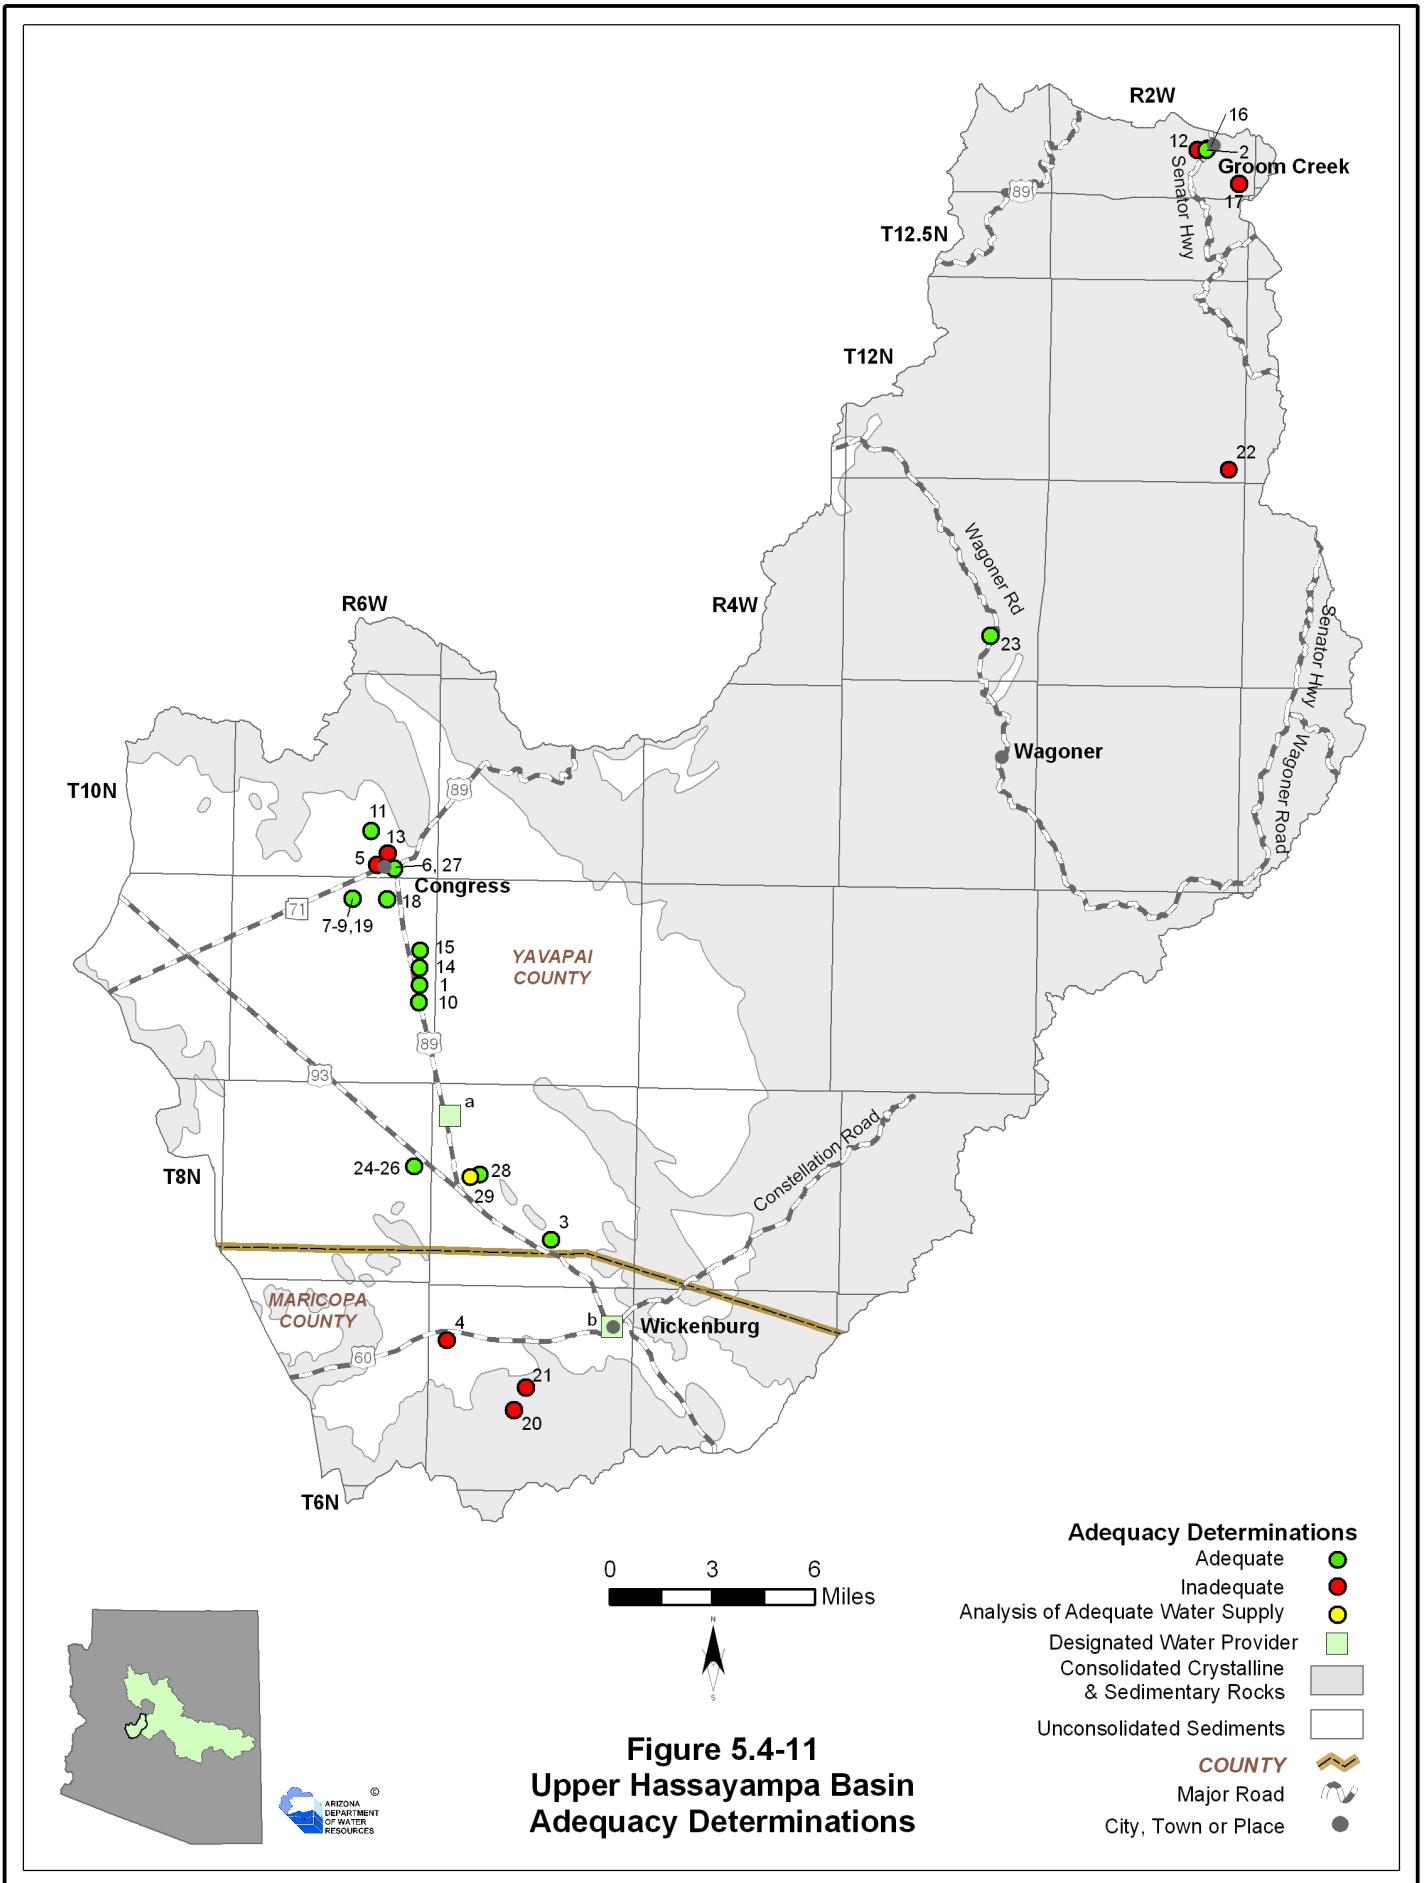 R2W
16
12
2
Groom Creek
Senator Hwy
17
89
T12.5N
T12N
22
Wagoner Rd
R6W
R4W
23
Senator Hwy
Wagoner
Wagoner Road
T10N
89
11
13
5
6, 27
Congress
71
18
7-9,19
15
YAVAPAI
COUNTY
14
1
10
89
93
a
Constellation Road
24-26
28
T8N
29
3
MARICOPA
COUNTY
4
b
Wickenburg
60
21
20
T6N
Adequacy Determinations
Adequate
Inadequate
Analysis of Adequate Water Supply
Designated Water Provider
Consolidated Crystalline
& Sedimentary Rocks
Unconsolidated Sediments
COUNTY
Major Road
City, Town or Place
0 3 6
Miles
N
S
Figure 5.4-11
Upper Hassayampa Basin
Adequacy Determinations
©
ARIZONA
DEPARTMENT
OF WATER
RESOURCES